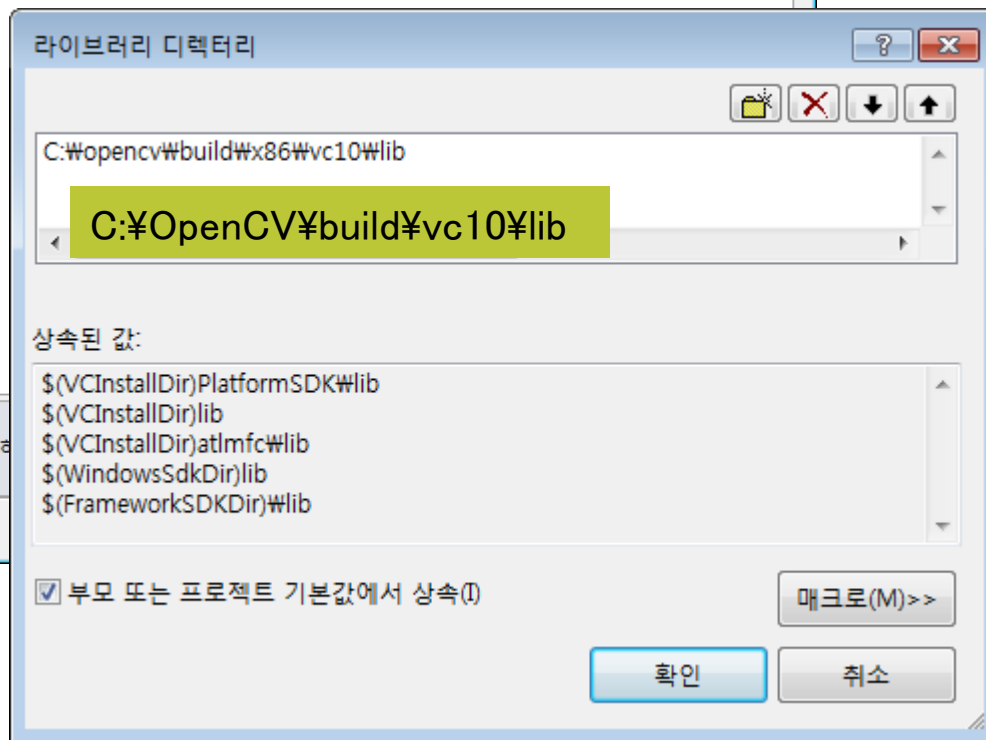 라이브러리 디렉터리
C:₩opencv₩build₩x86₩vc10₩lib
C:¥OpenCV¥build¥vc10¥lib
상속된 값:
$(VCInstallDir)PlatformSDK₩lib
$(VCInstallDir)lib
$(VCInstallDir)atlmfc₩lib
$(WindowsSdkDir)lib
$(FrameworkSDKDir)₩lib
부모 또는 프로젝트 기본값에서 상속(I)
매크로(M)>>
확인
취소